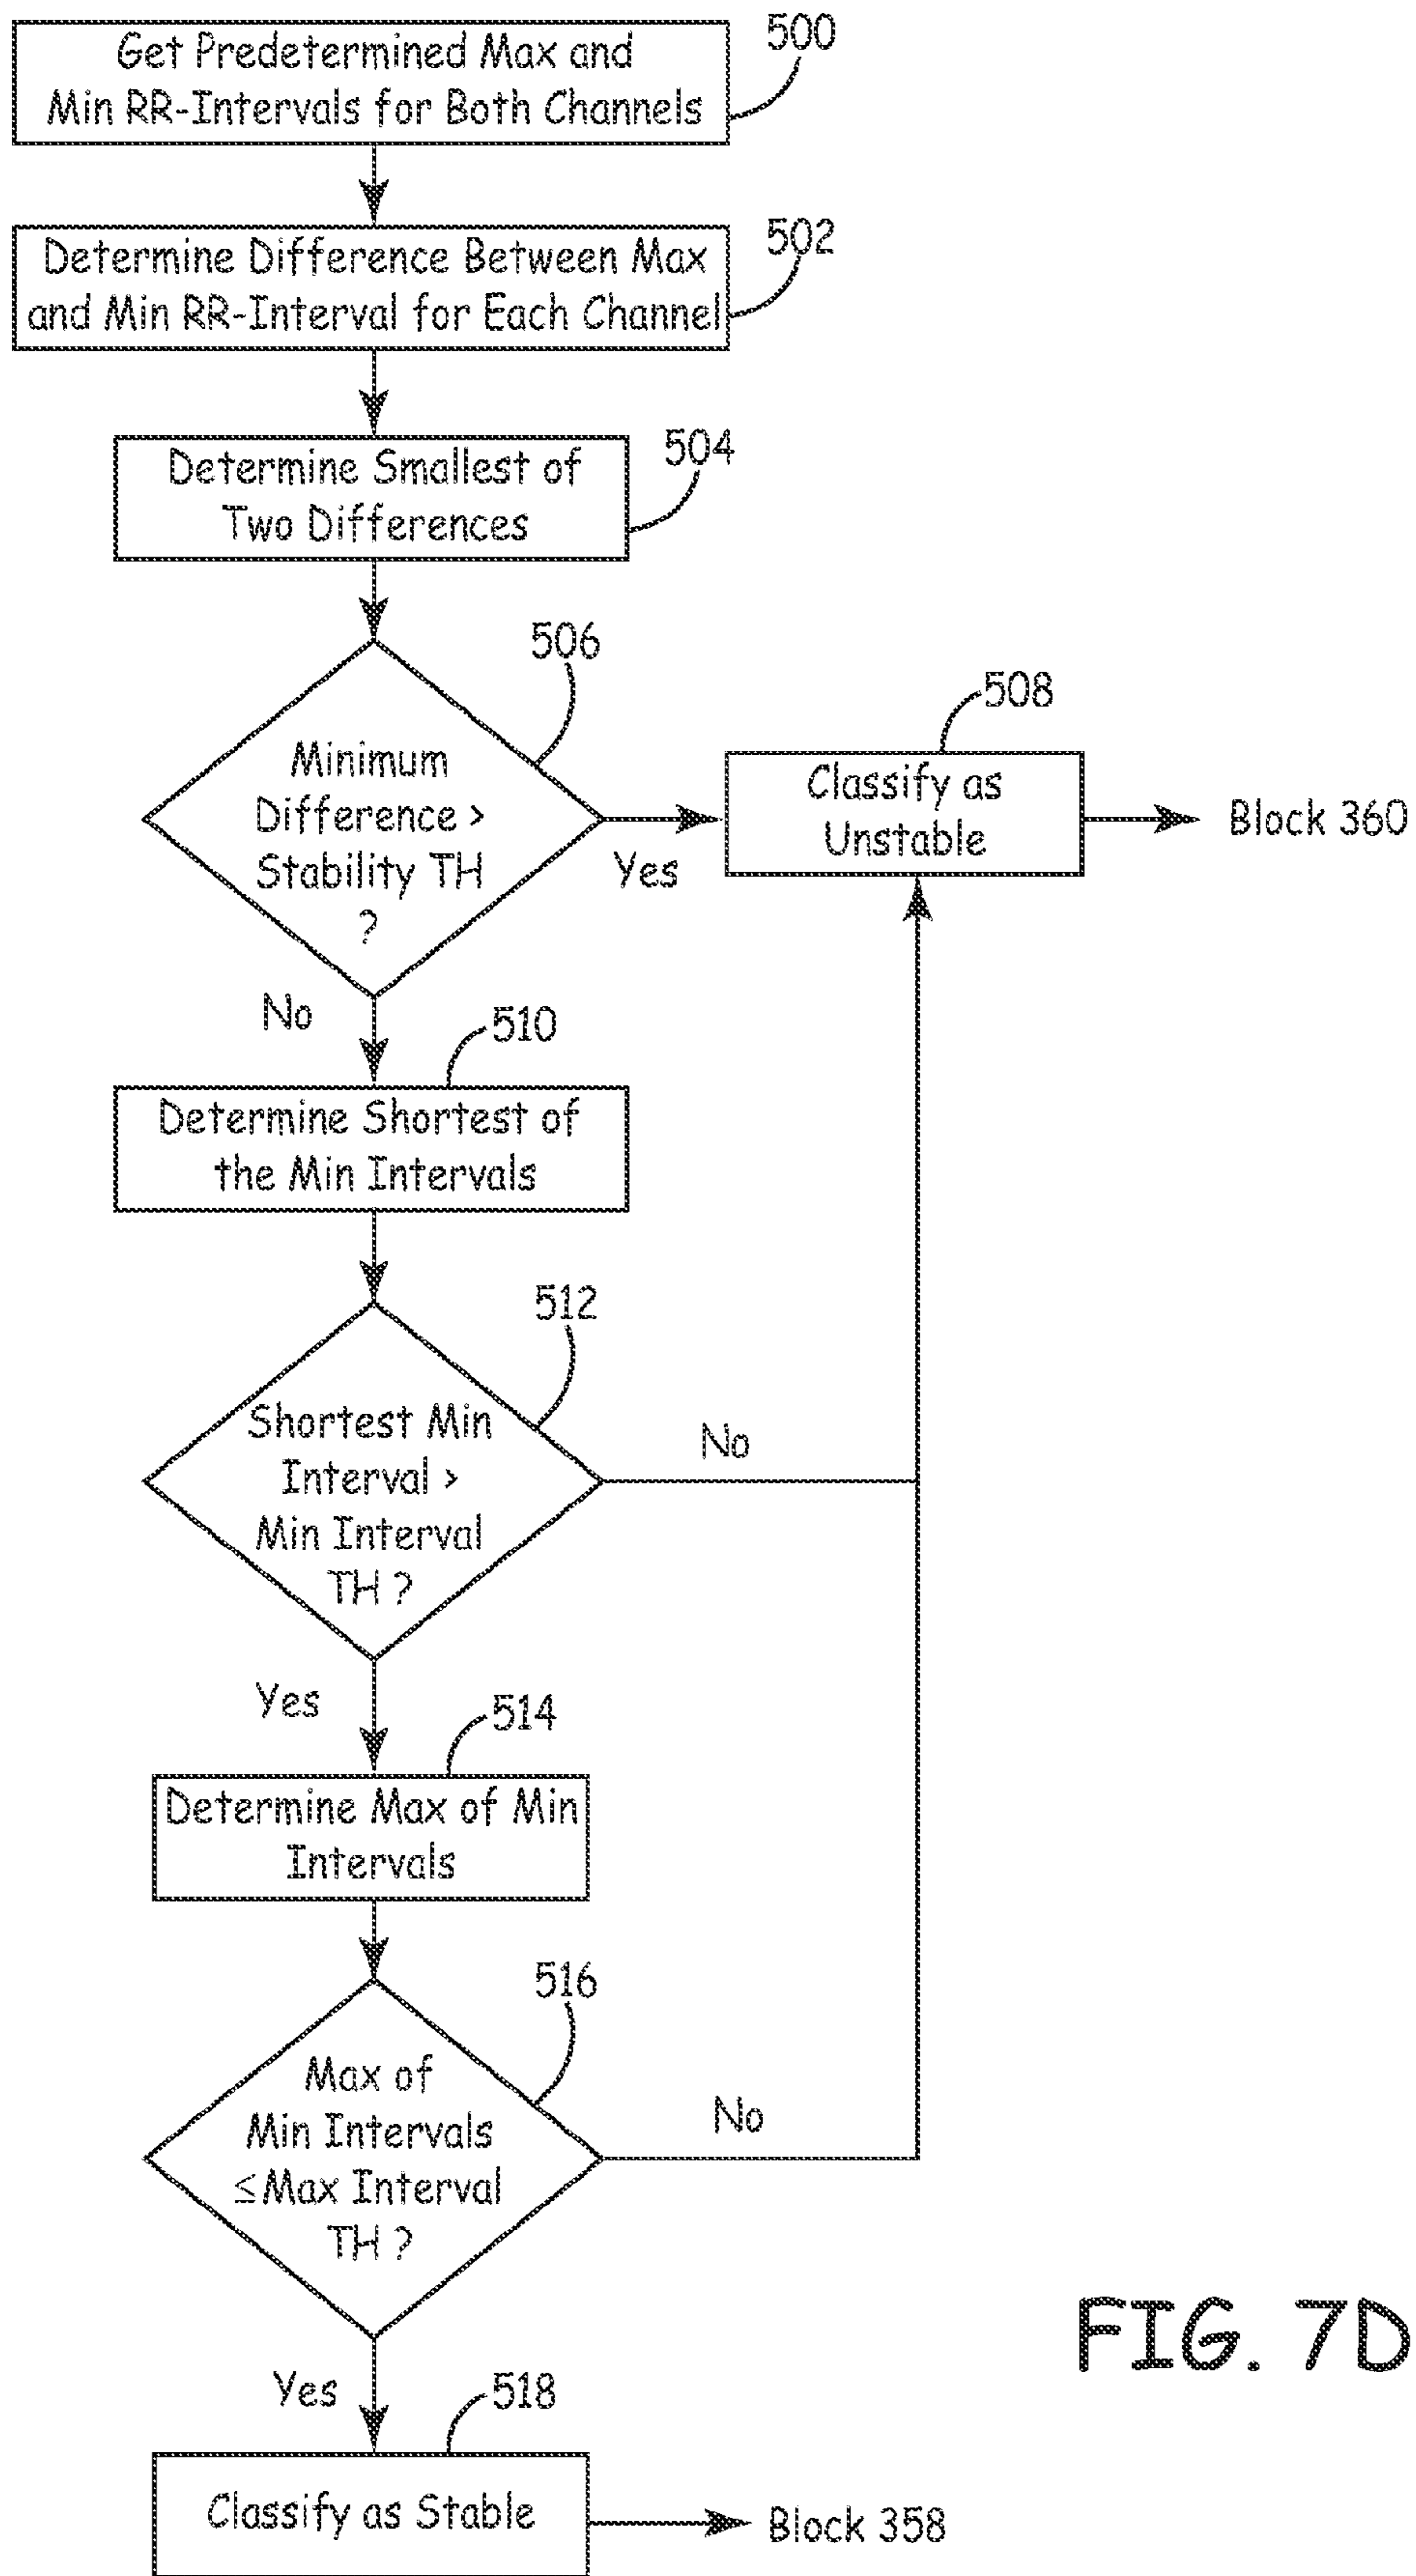 500
Get Predetermined Max and
Min RR-Intervals for Both Channels
502
Determine Difference Between Max
and Min RR-Interval for Each Channel
504
Determine Smallest of
Two Differences
506
Minimum
Difference >
Stability TH
?
Yes
508
Classify as
Unstable
Block 360
No
510
Determine Shortest of
the Min Intervals
512
Shortest Min
Interval >
Min Interval
TH ?
No
Yes
514
Determine Max of Min
Intervals
516
Max of
Min Intervals
≤Max Interval
TH ?
No
Yes
518
Classify as Stable
Block 358
FIG. 7D